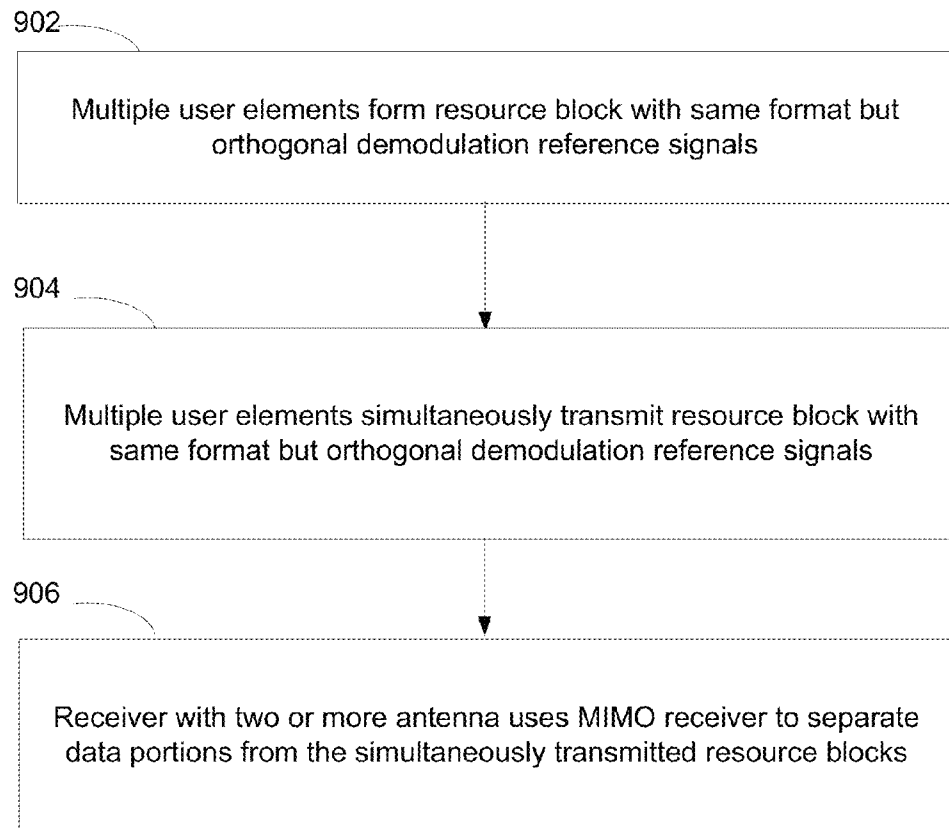 902
Multiple user elements form resource block with same format but
orthogonal demodulation reference signals
904
Multiple user elements simultaneously transmit resource block with
same format but orthogonal demodulation reference signals
906
Receiver with two or more antenna uses MIMO receiver to separate
data portions from the simultaneously transmitted resource blocks